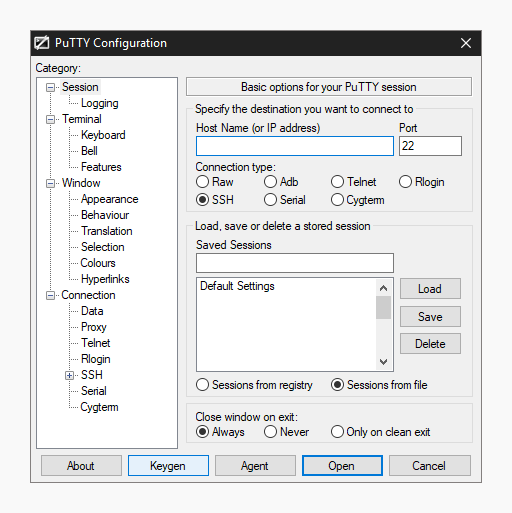 PuTTY Configuration
Category:
Session
Logging
Terminal
Keyboard
Bell
Features
Window
Appearance
Behaviour
Translation
Selection
Colours
Hyperlinks
Connection
Data
Proxy
Telnet
Rlogin
SSH
Serial
Cygterm
Basic options for your PuTTY session
Specify the destination you want to connect to
Host Name (or IP address) Port
22
Connection type:
Raw Adb Telnet Rlogin
SSH Serial Cygterm
Load, save or delete a stored session
Saved Sessions
Default Settings
Load
Save
Delete
Sessions from registry Sessions from file
Close window on exit:
Always Never Only on clean exit
About Keygen Agent Open Cancel